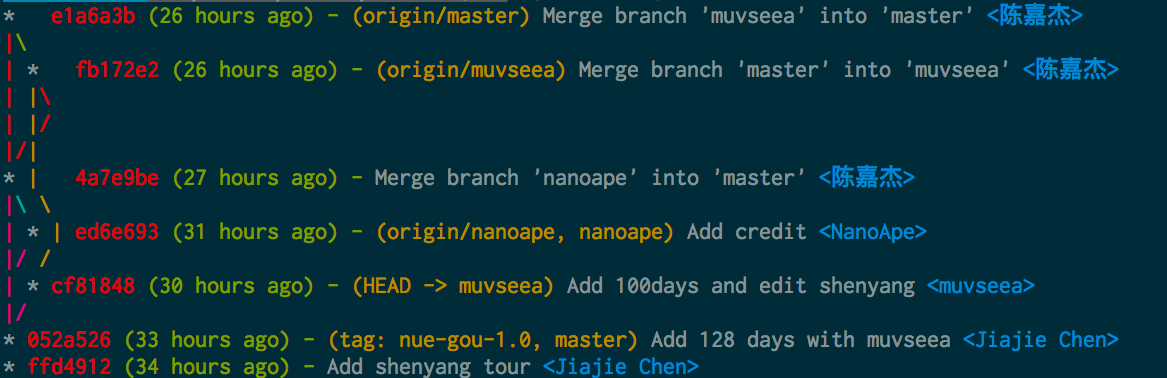 *   e1a6a3b (26 hours ago) - (origin/master) Merge branch 'muvseea' into 'master' <陈嘉杰>
|\
| *   fb172e2 (26 hours ago) - (origin/muvseea) Merge branch 'master' into 'muvseea' <陈嘉杰>
| |\
| |/
|/|
* |   4a7e9be (27 hours ago) - Merge branch 'nanoape' into 'master' <陈嘉杰>
|\ \
| * | ed6e693 (31 hours ago) - (origin/nanoape, nanoape) Add credit <NanoApe>
|/ /
| * cf81848 (30 hours ago) - (HEAD -> muvseea) Add 100days and edit shenyang <muvseea>
|/
* 052a526 (33 hours ago) - (tag: nue-gou-1.0, master) Add 128 days with muvseea <Jiajie Chen>
* ffd4912 (34 hours ago) - Add shenyang tour <Jiajie Chen>